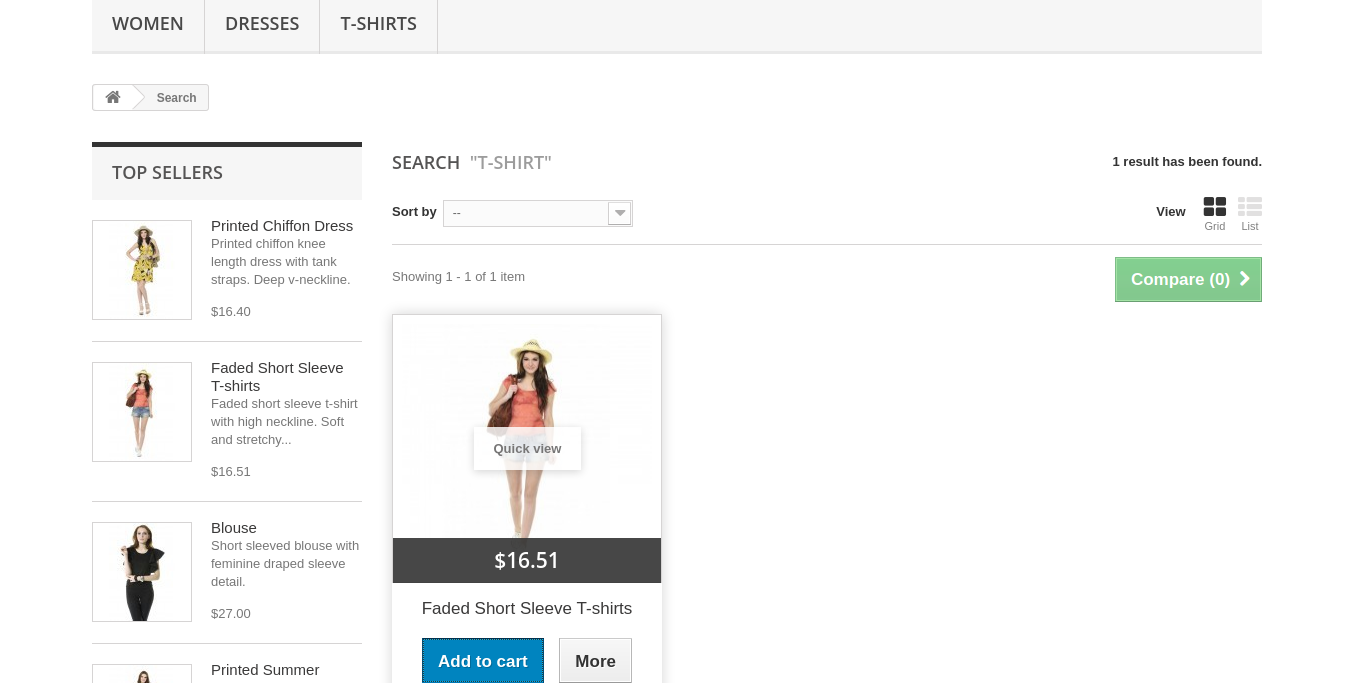 WOMEN
DRESSES
T-SHIRTS
Search
TOP SELLERS
Printed Chiffon Dress
Printed chiffon knee
length dress with tank
straps. Deep v-neckline.
$16.40
Faded Short Sleeve
T-shirts
Faded short sleeve t-shirt
with high neckline. Soft
and stretchy...
$16.51
Blouse
Short sleeved blouse with
feminine draped sleeve
detail.
$27.00
Printed Summer
SEARCH "T-SHIRT"
1 result has been found.
Sort by
--
View
Grid
List
Showing 1 - 1 of 1 item
Compare (0)
Quick view
$16.51
Faded Short Sleeve T-shirts
Add to cart
More